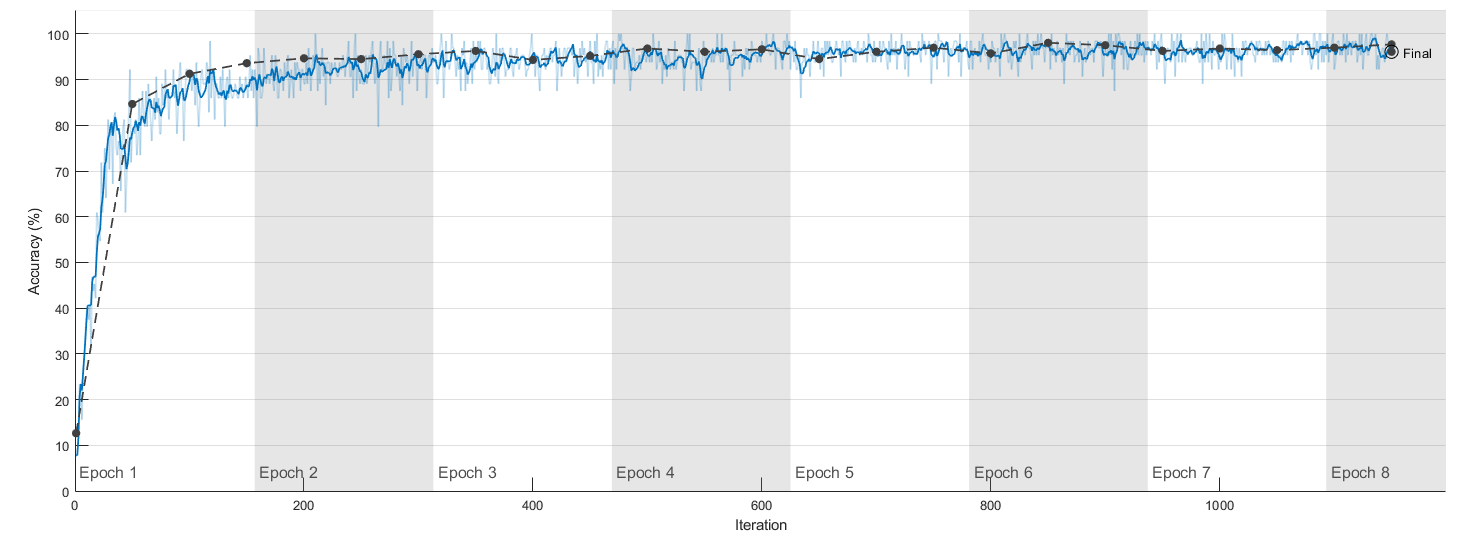 100
90
80
70
60
50
40
30
20
10
0
Accuracy (%)
Final
Epoch 1
Epoch 2
Epoch 3
Epoch 4
Epoch 5
Epoch 6
Epoch 7
Epoch 8
0
200
400
600
800
1000
Iteration